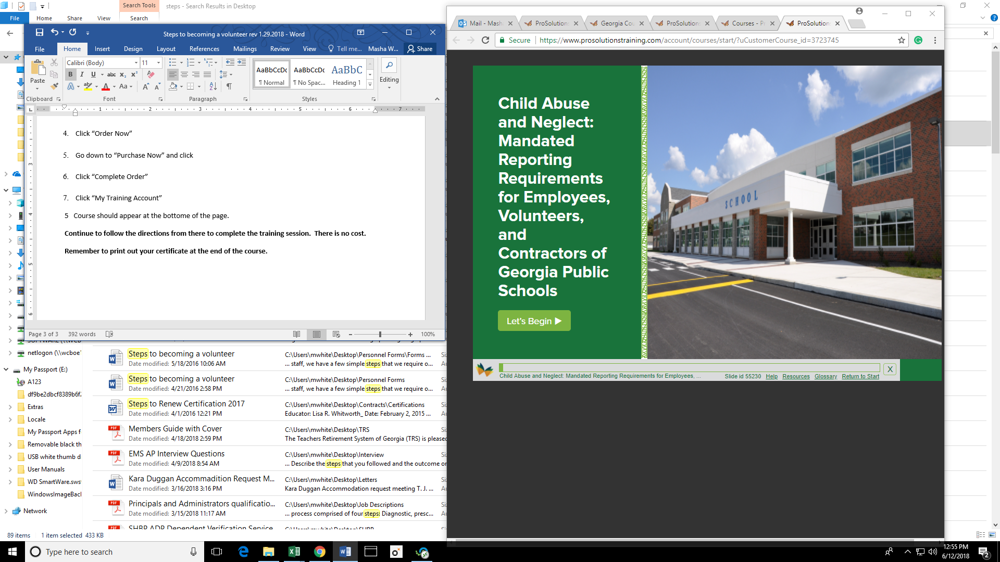 Search Tools
steps - Search Results in Desktop
File
Home
Share
View
Search
Steps to becoming a volunteer rev 1.29.2018 - Word
File
Home
Insert
Design
Layout
References
Mailings
Review
View
Tell me...
Masha W...
Share
Paste
Calibri (Body)
11
Clipboard
Font
Paragraph
AaBbCcDc
¶ Normal
AaBbCcDc
¶ No Spac...
AaBbC
Heading 1
Styles
Editing
4. Click “Order Now”
5. Go down to “Purchase Now” and click
6. Click “Complete Order”
7. Click “My Training Account”
5 Course should appear at the bottome of the page.
Continue to follow the directions from there to complete the training session. There is no cost.
Remember to print out your certificate at the end of the course.
Page 3 of 3
392 words
100%
netlogon (\\wcboe
My Passport (E:)
A123
df9be2dbcf8389b6f
Extras
Locale
My Passport Apps f
Removable black th
USB white thumb d
User Manuals
WD SmartWare.sws
WindowsImageBac
Network
Steps to becoming a volunteer
Date modified: 5/18/2016 10:06 AM
C:\Users\mwhite\Desktop\Personnel Forms\Forms ...
... staff, we have a few simple steps that we require o...
Steps to becoming a volunteer
Date modified: 4/21/2016 2:58 PM
C:\Users\mwhite\Desktop\Personnel Forms
... staff, we have a few simple steps that we require o...
Steps to Renew Certification 2017
Date modified: 4/1/2016 12:21 PM
C:\Users\mwhite\Desktop\Contracts\Certifications
Educator: Lisa R. Whitworth_ Date: February 2, 2015 ...
Members Guide with Cover
Date modified: 4/18/2018 2:59 PM
C:\Users\mwhite\Desktop\TRS
The Teachers Retirement System of Georgia (TRS) is pleased
EMS AP Interview Questions
Date modified: 4/9/2018 8:54 AM
C:\Users\mwhite\Desktop\Interview
... Describe the steps that you followed and the outcome or
Kara Duggan Accommadition Request M...
Date modified: 3/16/2018 3:16 PM
C:\Users\mwhite\Desktop\Letters
Kara Duggan Accommodation request meeting T. J. ...
Principals and Administrators qualificatio...
Date modified: 3/15/2018 11:17 AM
C:\Users\mwhite\Desktop\Job Descriptions
... process comprised of four steps: Diagnostic, presc...
SHBP ADP Dependent Verification Service
C:\Users\mwhite\Desktop\SHBP
89 items
1 item selected 433 KB
Mail - Masha
ProSolution
Georgia Cou
ProSolution
Courses - P
ProSolution
Secure
https://www.prosolutionstraining.com/account/courses/start/?uCustomerCourse_id=3723745
Child Abuse
and Neglect:
Mandated
Reporting
Requirements
for Employees,
Volunteers,
and
Contractors of
Georgia Public
Schools
Let’s Begin
SCHOOL
Child Abuse and Neglect: Mandated Reporting Requirements for Employees, ...
Slide id 55230
Help
Resources
Glossary
Return to Start
X
Type here to search
12:55 PM
6/12/2018
2